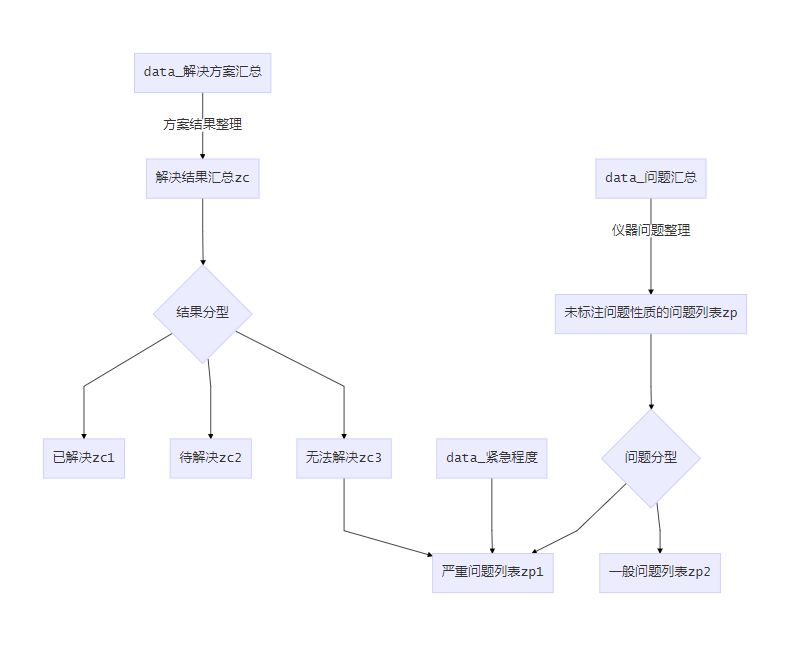 data_解决方案汇总
方案结果整理
解决结果汇总zc
data_问题汇总
仪器问题整理
结果分型
未标注问题性质的问题列表zp
已解决zc1
待解决zc2
无法解决zc3
data_紧急程度
问题分型
严重问题列表zp1
一般问题列表zp2